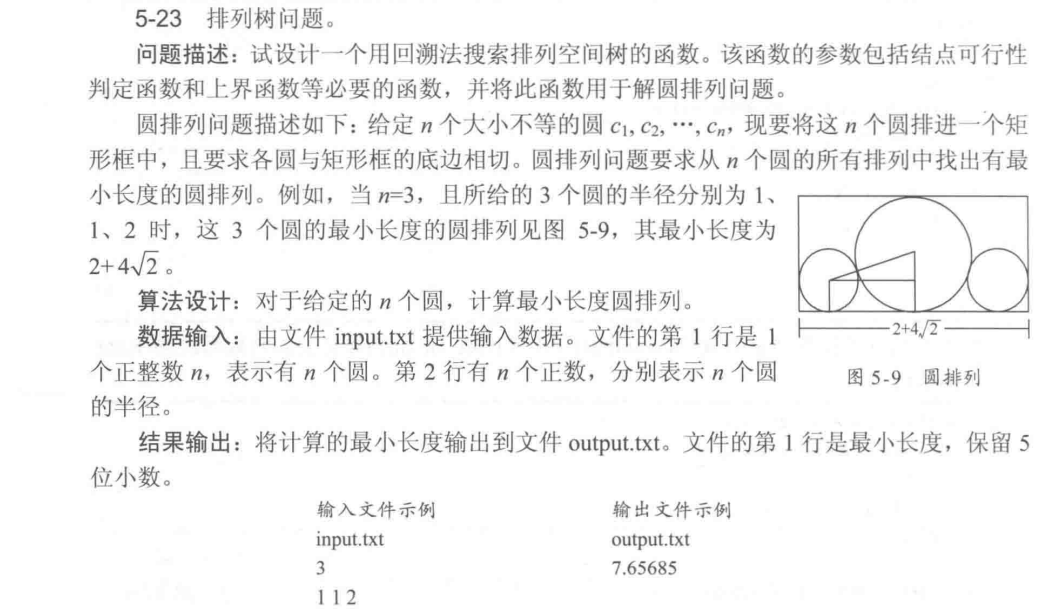 5-23 排列树问题。
问题描述：试设计一个用回溯法搜索排列空间树的函数。该函数的参数包括结点可行性
判定函数和上界函数等必要的函数，并将此函数用于解圆排列问题。
圆排列问题描述如下：给定 n 个大小不等的圆 c₁, c₂, ⋯, cₙ，现要将这 n 个圆排进一个矩
形框中，且要求各圆与矩形框的底边相切。圆排列问题要求从 n 个圆的所有排列中找出有最
小长度的圆排列。例如，当 n=3，且所给的 3 个圆的半径分别为 1、
1、2 时，这 3 个圆的最小长度的圆排列见图 5-9，其最小长度为
2+4√2 。
算法设计：对于给定的 n 个圆，计算最小长度圆排列。
数据输入：由文件 input.txt 提供输入数据。文件的第 1 行是 1
个正整数 n，表示有 n 个圆。第 2 行有 n 个正数，分别表示 n 个圆
的半径。
2+4√2
图 5-9 圆排列
结果输出：将计算的最小长度输出到文件 output.txt。文件的第 1 行是最小长度，保留 5
位小数。
输入文件示例 输出文件示例
input.txt output.txt
3 7.65685
1 1 2